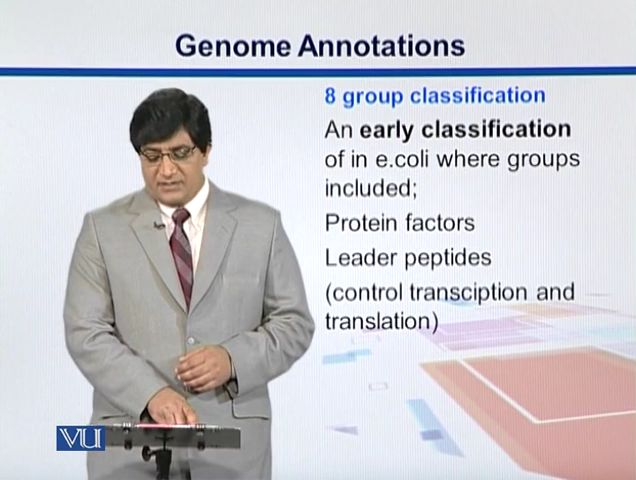 Genome Annotations
8 group classification
An early classification
of in e.coli where groups
included;
Protein factors
Leader peptides
(control transciption and
translation)
VU